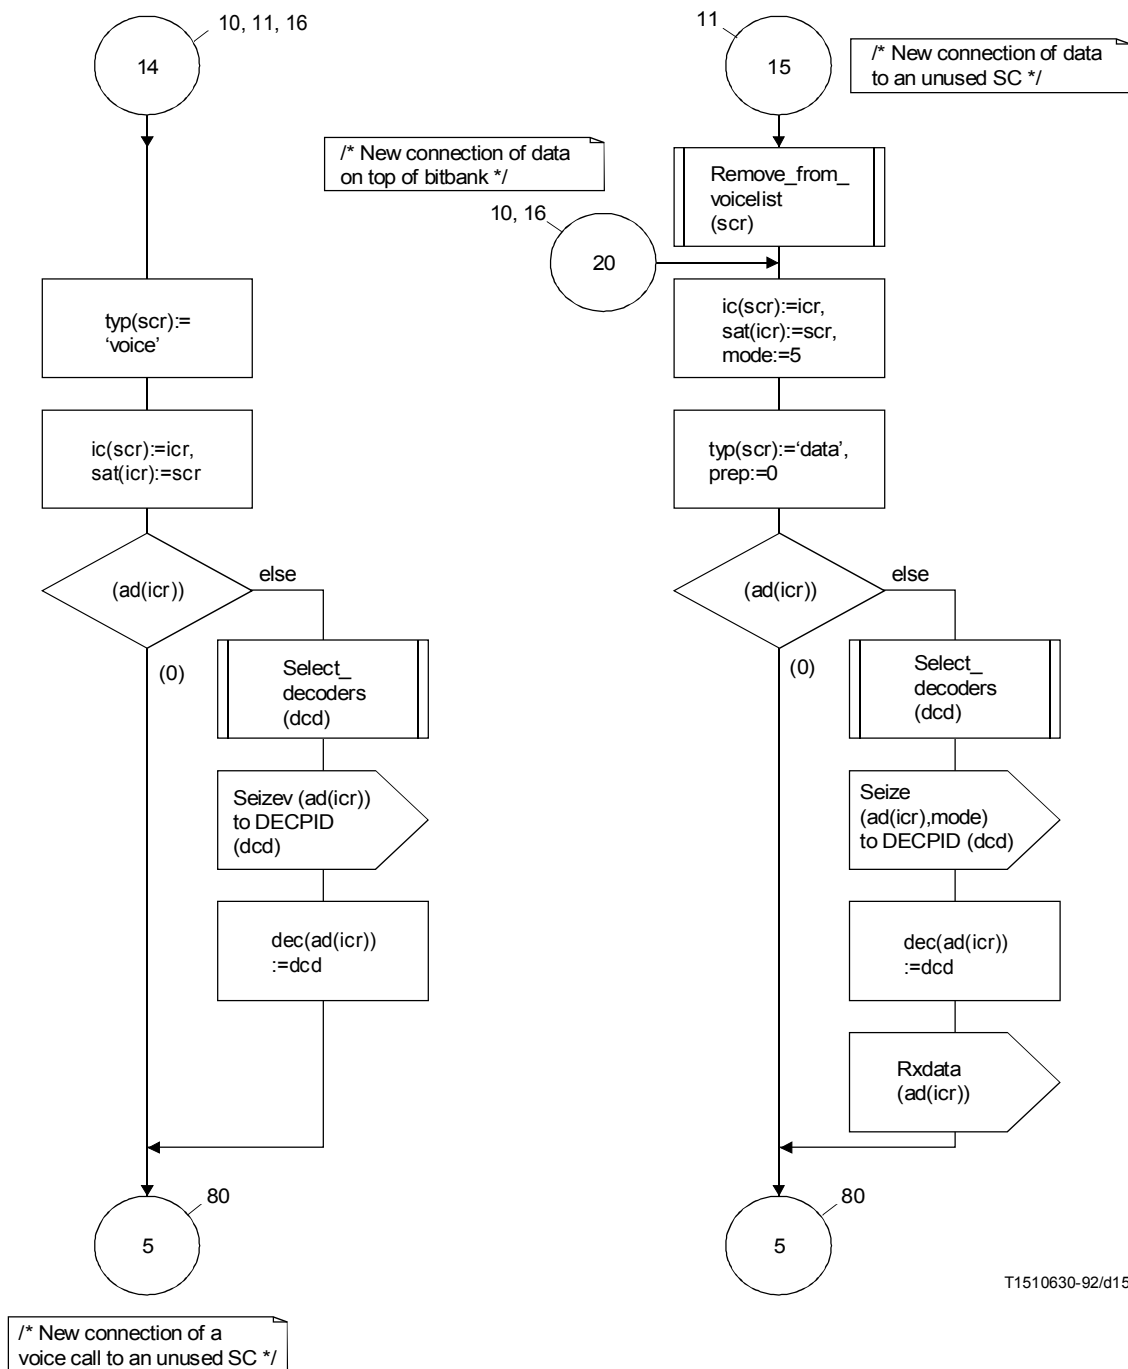 10, 11, 16
14
typ(scr):=
‘voice’
ic(scr):=icr,
sat(icr):=scr
(ad(icr))
else
(0)
Select_
decoders
(dcd)
Seizev (ad(icr))
to DECPID
(dcd)
dec(ad(icr))
:=dcd
80
5
/* New connection of a
voice call to an unused SC */
11
15
/* New connection of data
to an unused SC */
/* New connection of data
on top of bitbank */
Remove_from_
voicelist
(scr)
10, 16
20
ic(scr):=icr,
sat(icr):=scr,
mode:=5
typ(scr):=‘data’,
prep:=0
(ad(icr))
else
(0)
Select_
decoders
(dcd)
Seize
(ad(icr),mode)
to DECPID (dcd)
dec(ad(icr))
:=dcd
Rxdata
(ad(icr))
80
5
T1510630-92/d15